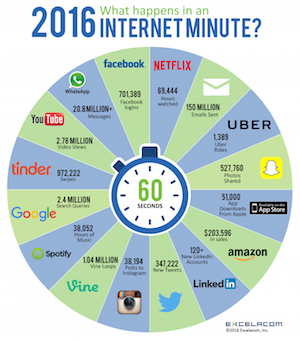 2016
What happens in an
INTERNET MINUTE?
facebook
701,389
Facebook
logins
NETFLIX
69,444
Hours
watched
150 MILLION
Emails Sent
UBER
1,389
Uber
Rides
527,760
Photos
Shared
51,000
App
Downloads
From Apple
Available on the
App Store
$203,596
In sales
amazon
120+
New LinkedIn
Accounts
Linked in
347,222
New Tweets
38,194
Posts to
Instagram
1.04 MILLION
Vine Loops
Vine
38,052
Hours of
Music
Spotify
2.4 MILLION
Search Queries
Google
972,222
Swipes
tinder
2.78 MILLION
Video Views
YouTube
20.8 MILLION+
Messages
WhatsApp
60
SECONDS
EXCELACOM
©2016 Excelacom, Inc.